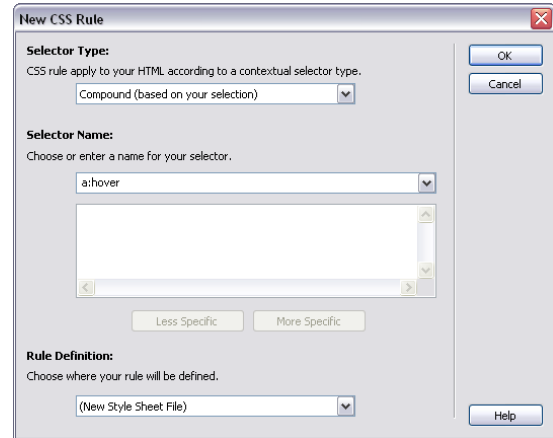 New CSS Rule
Selector Type:
CSS rule apply to your HTML according to a contextual selector type.
Compound (based on your selection)
OK
Cancel
Selector Name:
Choose or enter a name for your selector.
a:hover
Less Specific
More Specific
Rule Definition:
Choose where your rule will be defined.
(New Style Sheet File)
Help